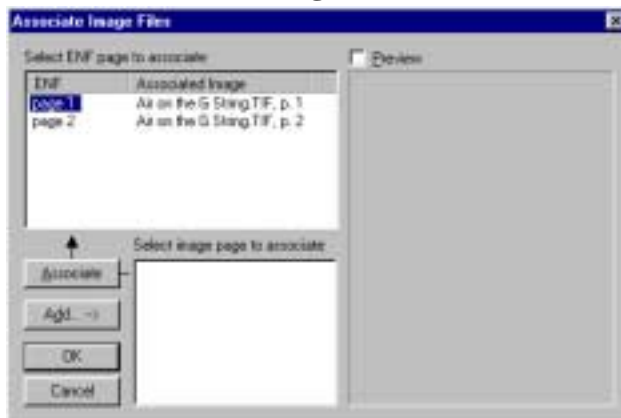 Associate Image Files
Select ENF page to associate
Preview
ENF Associated Image
page 1 Air on the G String.TIF, p. 1
page 2 Air on the G String.TIF, p. 2
Select image page to associate
Associate
Add... ->
OK
Cancel